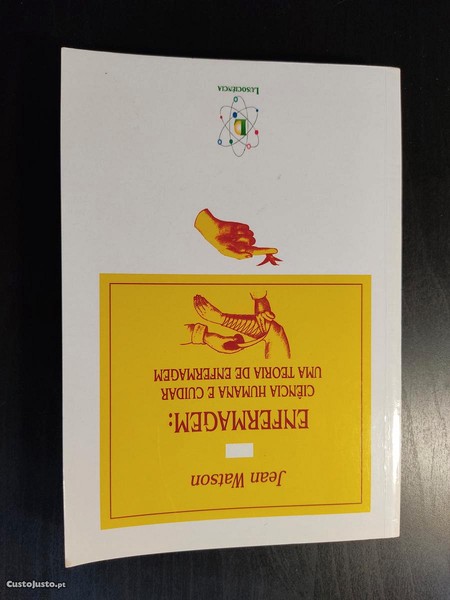 Jean Watson
ENFERMAGEM:
CIÊNCIA HUMANA E CUIDAR
UMA TEORIA DE ENFERMAGEM
LUSOCIÊNCIA
CustoJusto.pt